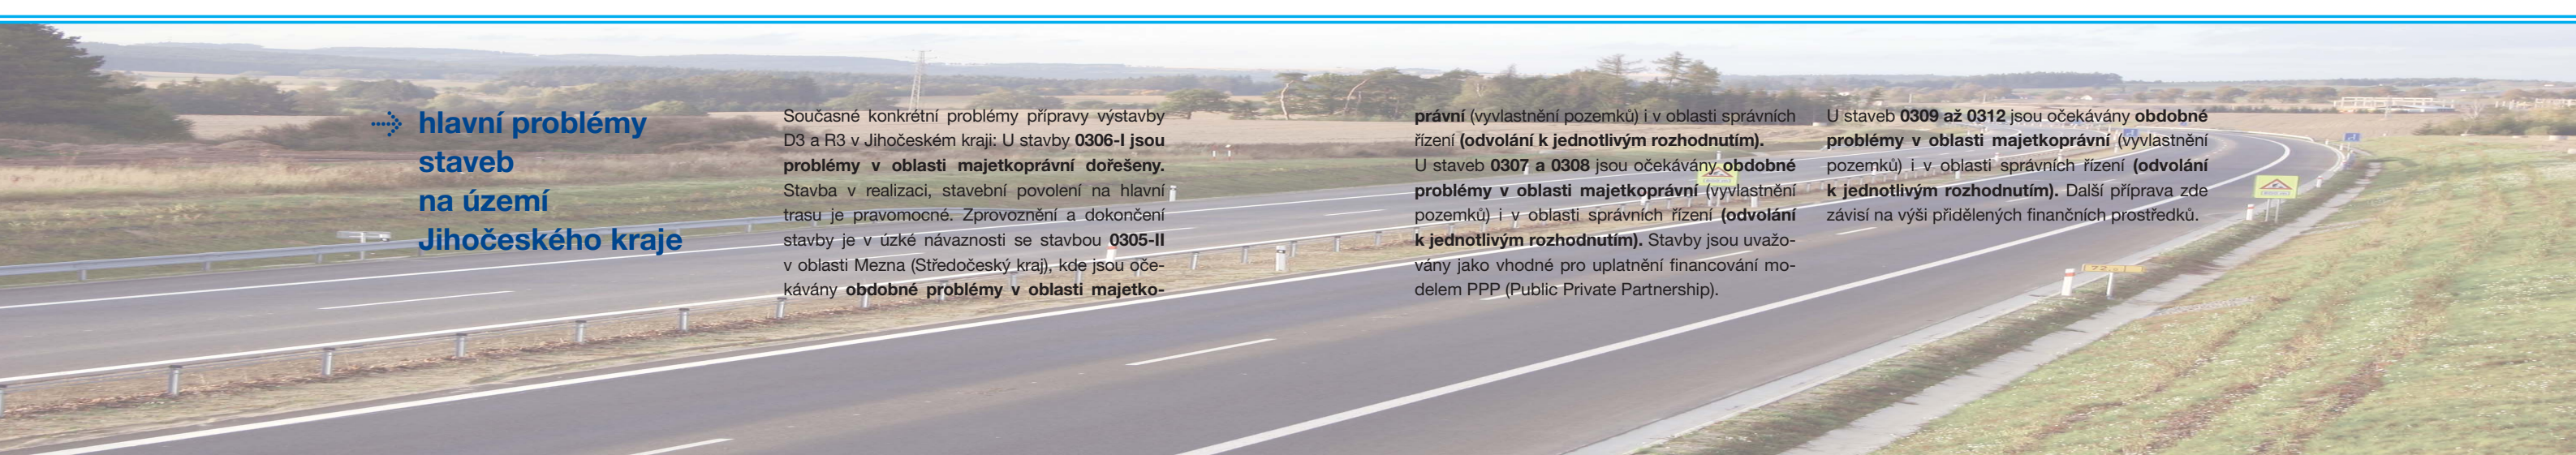 hlavní problémy
staveb
na území
Jihočeského kraje
Současné konkrétní problémy přípravy výstavby
D3 a R3 v Jihočeském kraji: U stavby 0306-I jsou
problémy v oblasti majetkoprávní dořešeny.
Stavba v realizaci, stavební povolení na hlavní
trasu je pravomocné. Zprovoznění a dokončení
stavby je v úzké návaznosti se stavbou 0305-II
v oblasti Mezna (Středočeský kraj), kde jsou oče-
kávány obdobné problémy v oblasti majetko-
právní (vyvlastnění pozemků) i v oblasti správních
řízení (odvolání k jednotlivým rozhodnutím).
U staveb 0307 a 0308 jsou očekávány obdobné
problémy v oblasti majetkoprávní (vyvlastnění
pozemků) i v oblasti správních řízení (odvolání
k jednotlivým rozhodnutím). Stavby jsou uvažo-
vány jako vhodné pro uplatnění financování mo-
delem PPP (Public Private Partnership).
U staveb 0309 až 0312 jsou očekávány obdobné
problémy v oblasti majetkoprávní (vyvlastnění
pozemků) i v oblasti správních řízení (odvolání
k jednotlivým rozhodnutím). Další příprava zde
závisí na výši přidělených finančních prostředků.